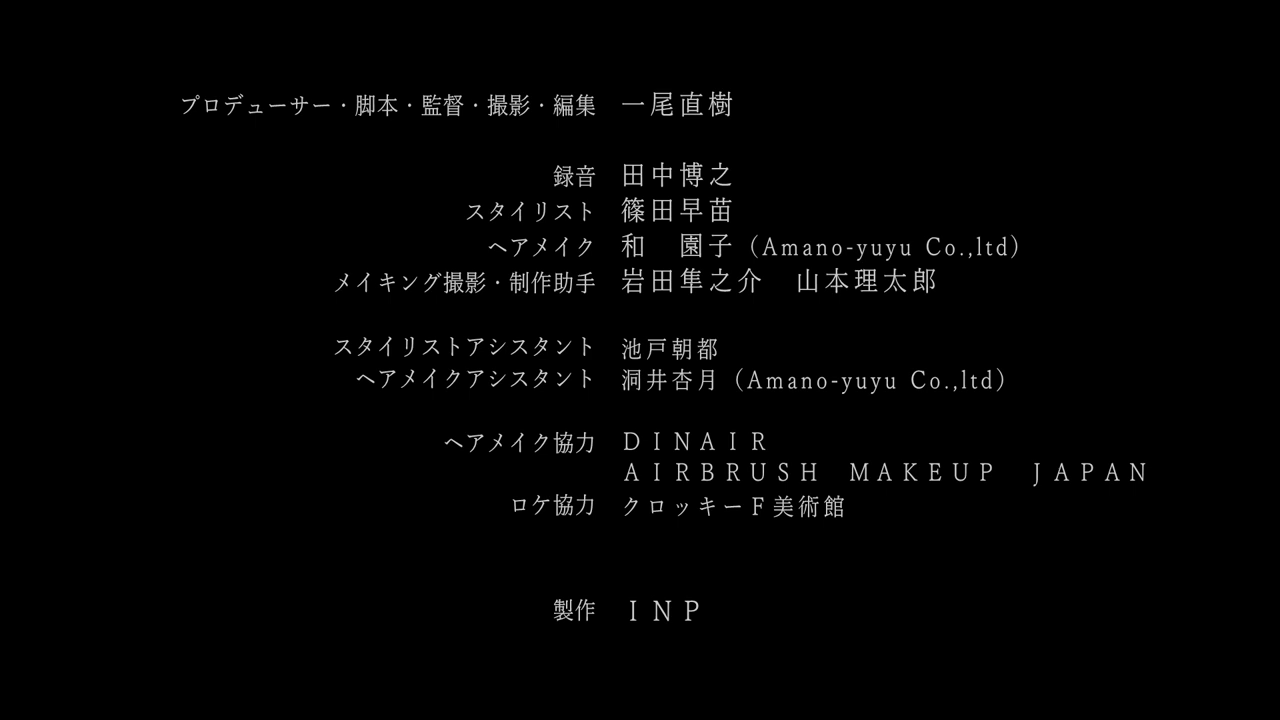 プロデューサー・脚本・監督・撮影・編集 一尾直樹
録音 田中博之
スタイリスト 篠田早苗
ヘアメイク 和　園子（Amano-yuyu Co.,ltd）
メイキング撮影・制作助手 岩田隼之介　山本理太郎
スタイリストアシスタント 池戸朝都
ヘアメイクアシスタント 洞井杏月（Amano-yuyu Co.,ltd）
ヘアメイク協力 ＤＩＮＡＩＲ
ＡＩＲＢＲＵＳＨ　ＭＡＫＥＵＰ　ＪＡＰＡＮ
ロケ協力 クロッキーＦ美術館
製作 ＩＮＰ